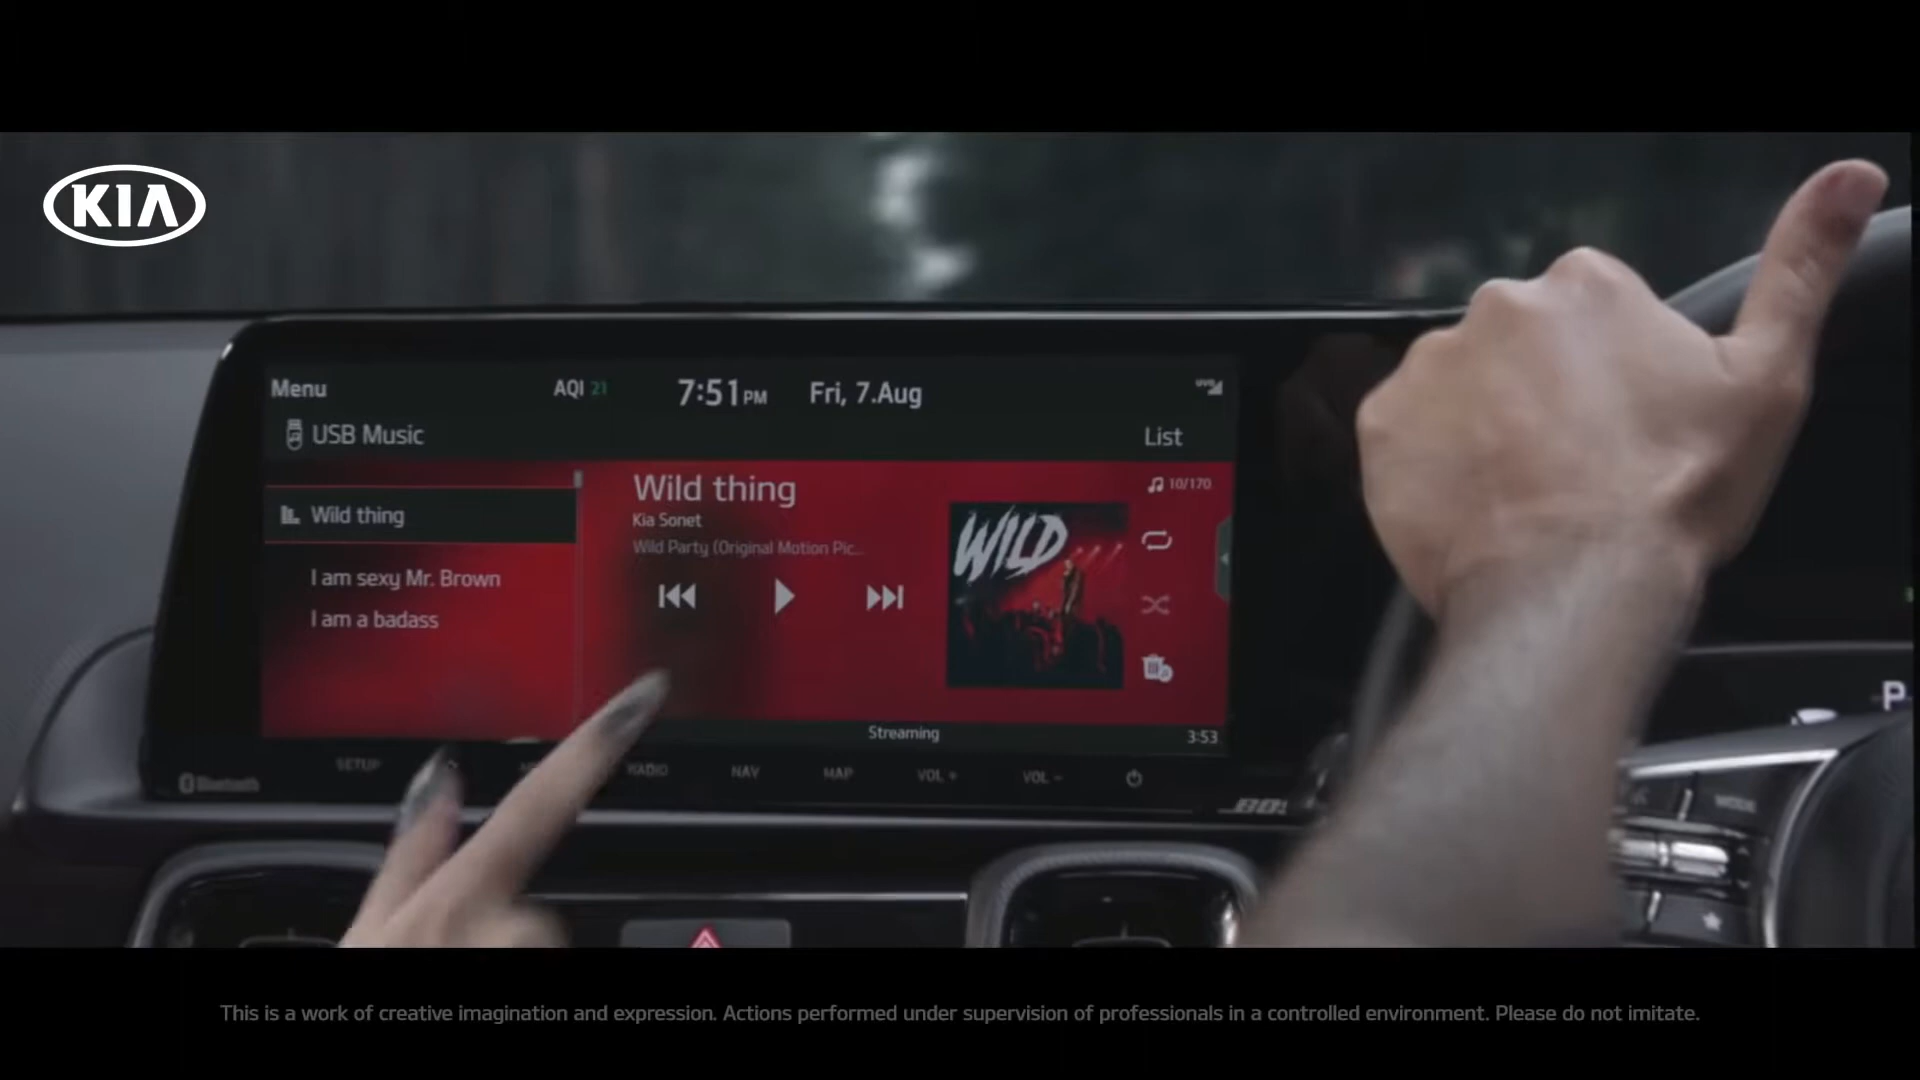 KIA
Menu
AQI 21
7:51 PM
Fri, 7.Aug
USB Music
List
Wild thing
Wild thing
Kia Sonet
Wild Party (Original Motion Pic...
10/170
WILD
I am sexy Mr. Brown
I am a badass
Streaming
3:53
SETUP
RADIO
NAV
MAP
VOL +
VOL -
Bluetooth
P
This is a work of creative imagination and expression. Actions performed under supervision of professionals in a controlled environment. Please do not imitate.